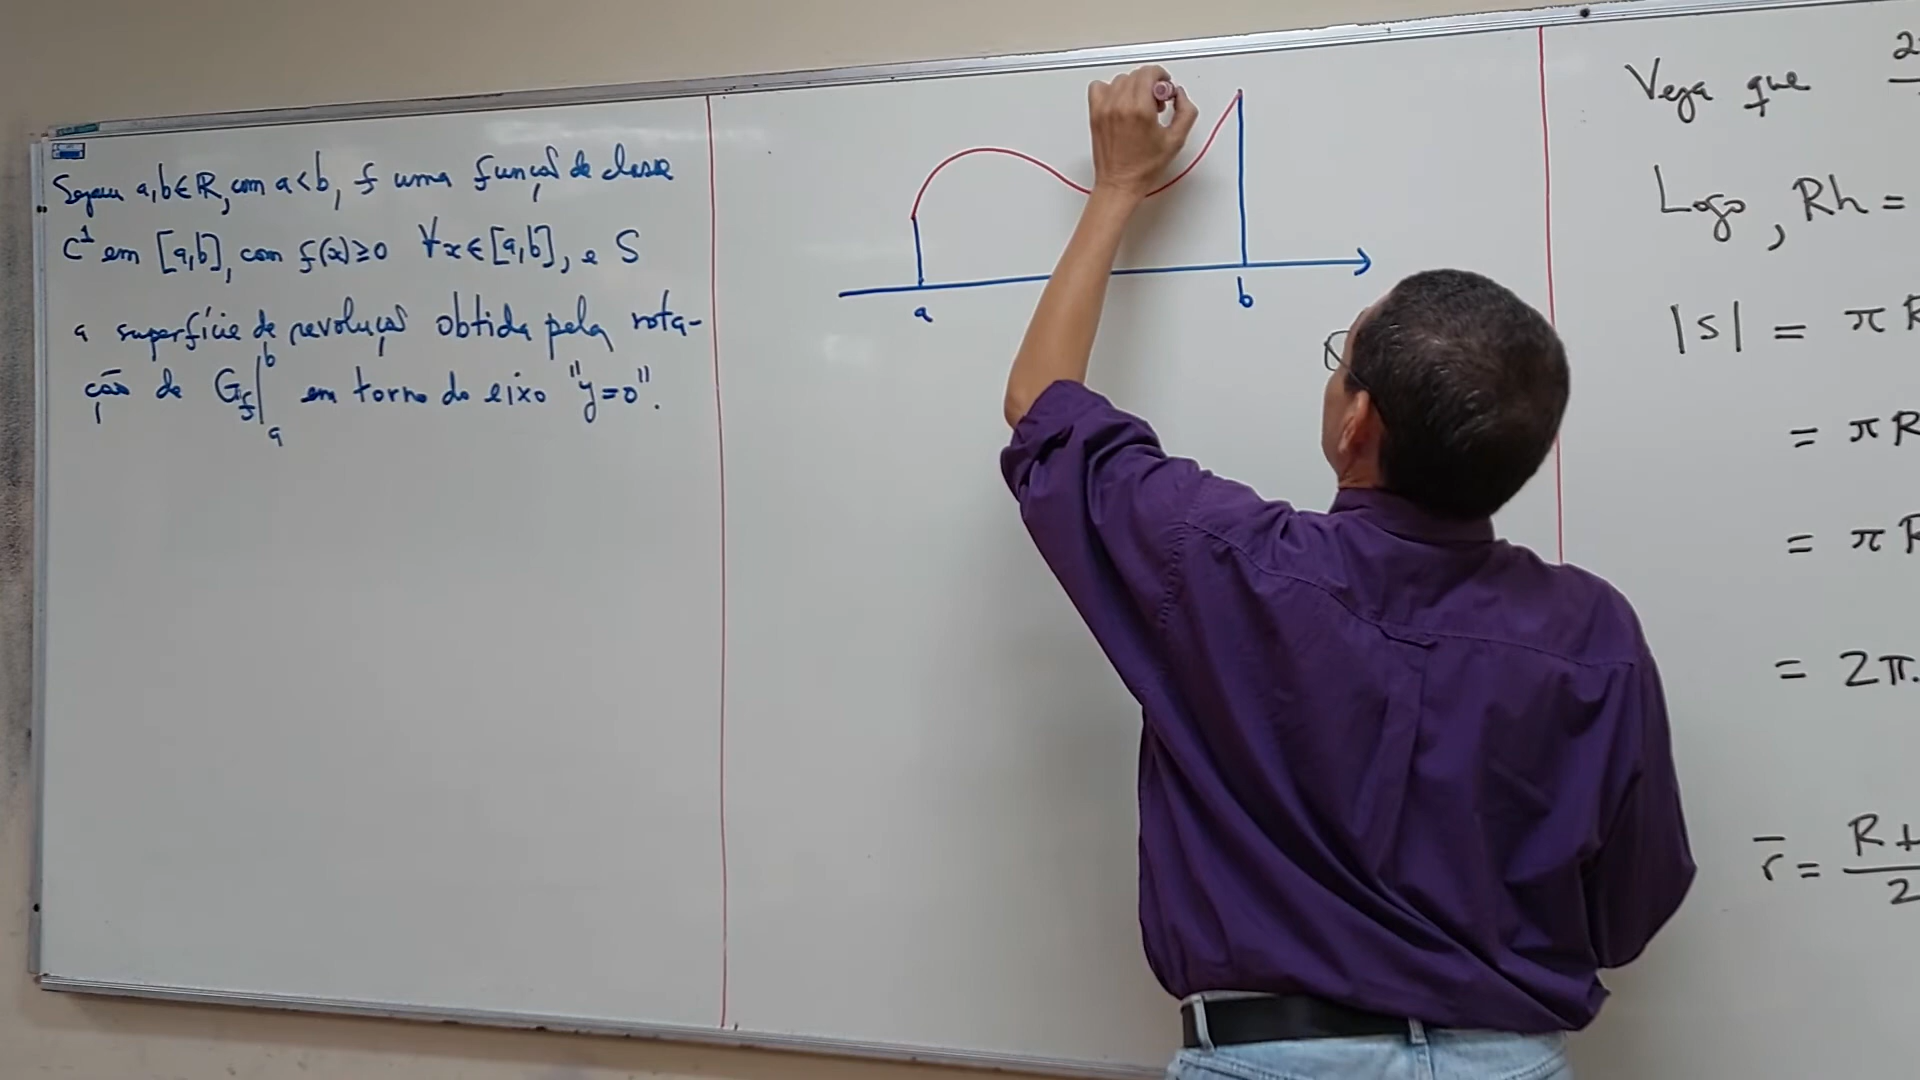 Sejam a,b∈ℝ, com a<b, f uma função de classe
C¹ em [a,b], com f(x)≥0 ∀x∈[a,b], e S
a superfície de revolução obtida pela rota-
ção de G_f|_a^b em torno do eixo "y=0".
a
b
Veja que 2
Logo, Rh =
|S| = π R
= π R
= π R
= 2π.
r̄ = R+
2